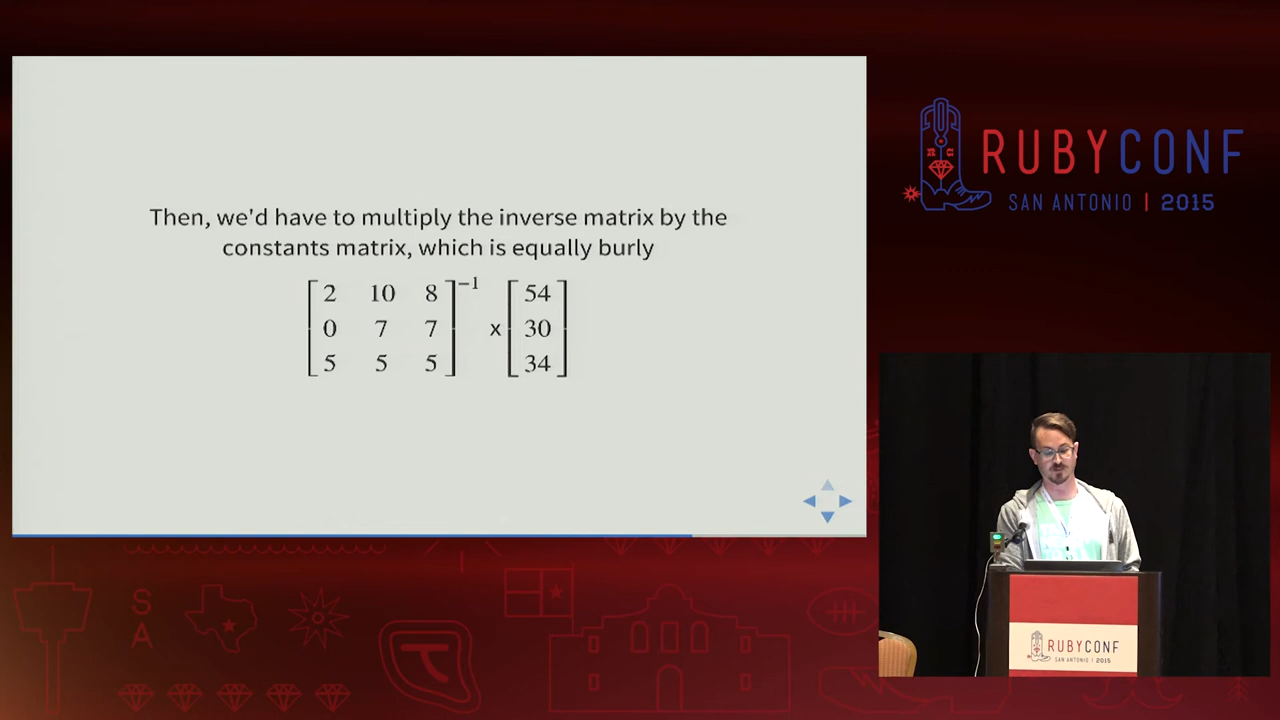 Then, we'd have to multiply the inverse matrix by the
constants matrix, which is equally burly
[2 10 8]⁻¹ [54]
[0 7 7] x [30]
[5 5 5] [34]
RUBYCONF
SAN ANTONIO | 2015
S
A
RUBYCONF
SAN ANTONIO | 2015